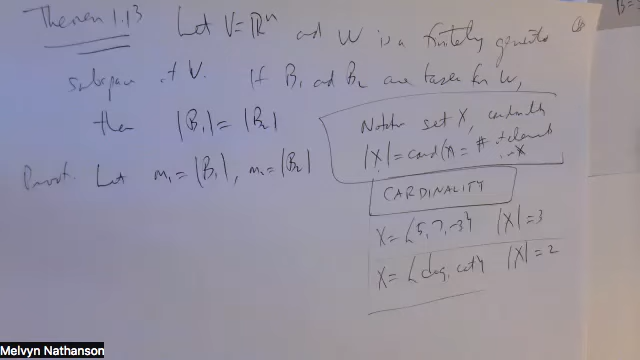 Theorem 1.13 Let V = ℝⁿ and W is a finitely generated
subspace of V. If B₁ and B₂ are bases for W,
then |B₁| = |B₂|
Proof. Let m₁ = |B₁|, m₂ = |B₂|
Notation set X, cardinality
|X| = card(X) = # elements
in X
CARDINALITY
X = {5, 7, -3} |X| = 3
X = {dog, cat} |X| = 2
B =
Melvyn Nathanson